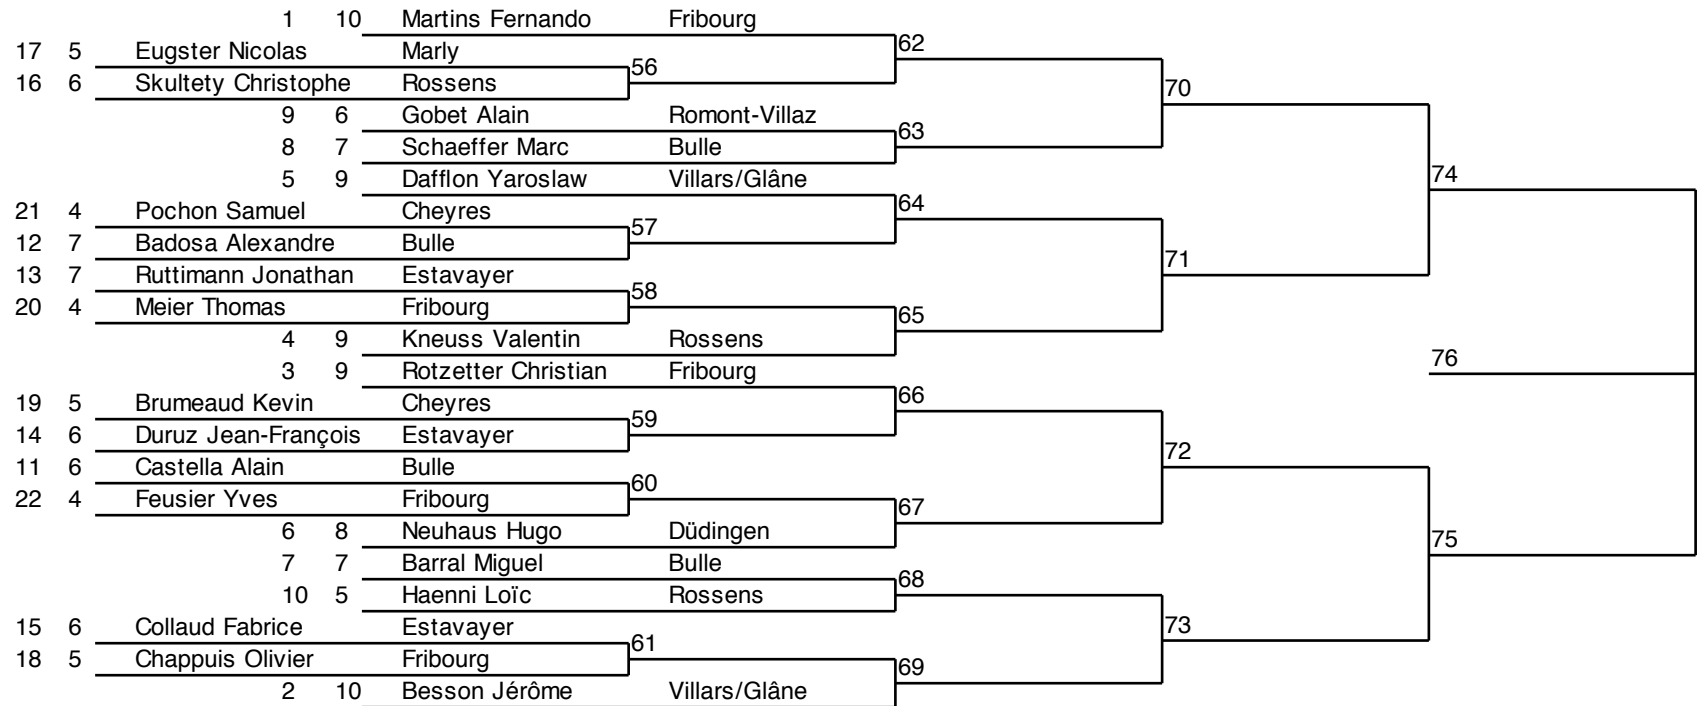 1 10 Martins Fernando Fribourg
62
17 5 Eugster Nicolas Marly
56
16 6 Skultety Christophe Rossens
70
9 6 Gobet Alain Romont-Villaz
63
8 7 Schaeffer Marc Bulle
74
5 9 Dafflon Yaroslaw Villars/Glâne
64
21 4 Pochon Samuel Cheyres
57
12 7 Badosa Alexandre Bulle
71
13 7 Ruttimann Jonathan Estavayer
58
20 4 Meier Thomas Fribourg
65
4 9 Kneuss Valentin Rossens
76
3 9 Rotzetter Christian Fribourg
66
19 5 Brumeaud Kevin Cheyres
59
14 6 Duruz Jean-François Estavayer
72
11 6 Castella Alain Bulle
60
22 4 Feusier Yves Fribourg
67
6 8 Neuhaus Hugo Düdingen
75
7 7 Barral Miguel Bulle
68
10 5 Haenni Loïc Rossens
73
15 6 Collaud Fabrice Estavayer
61
18 5 Chappuis Olivier Fribourg
69
2 10 Besson Jérôme Villars/Glâne